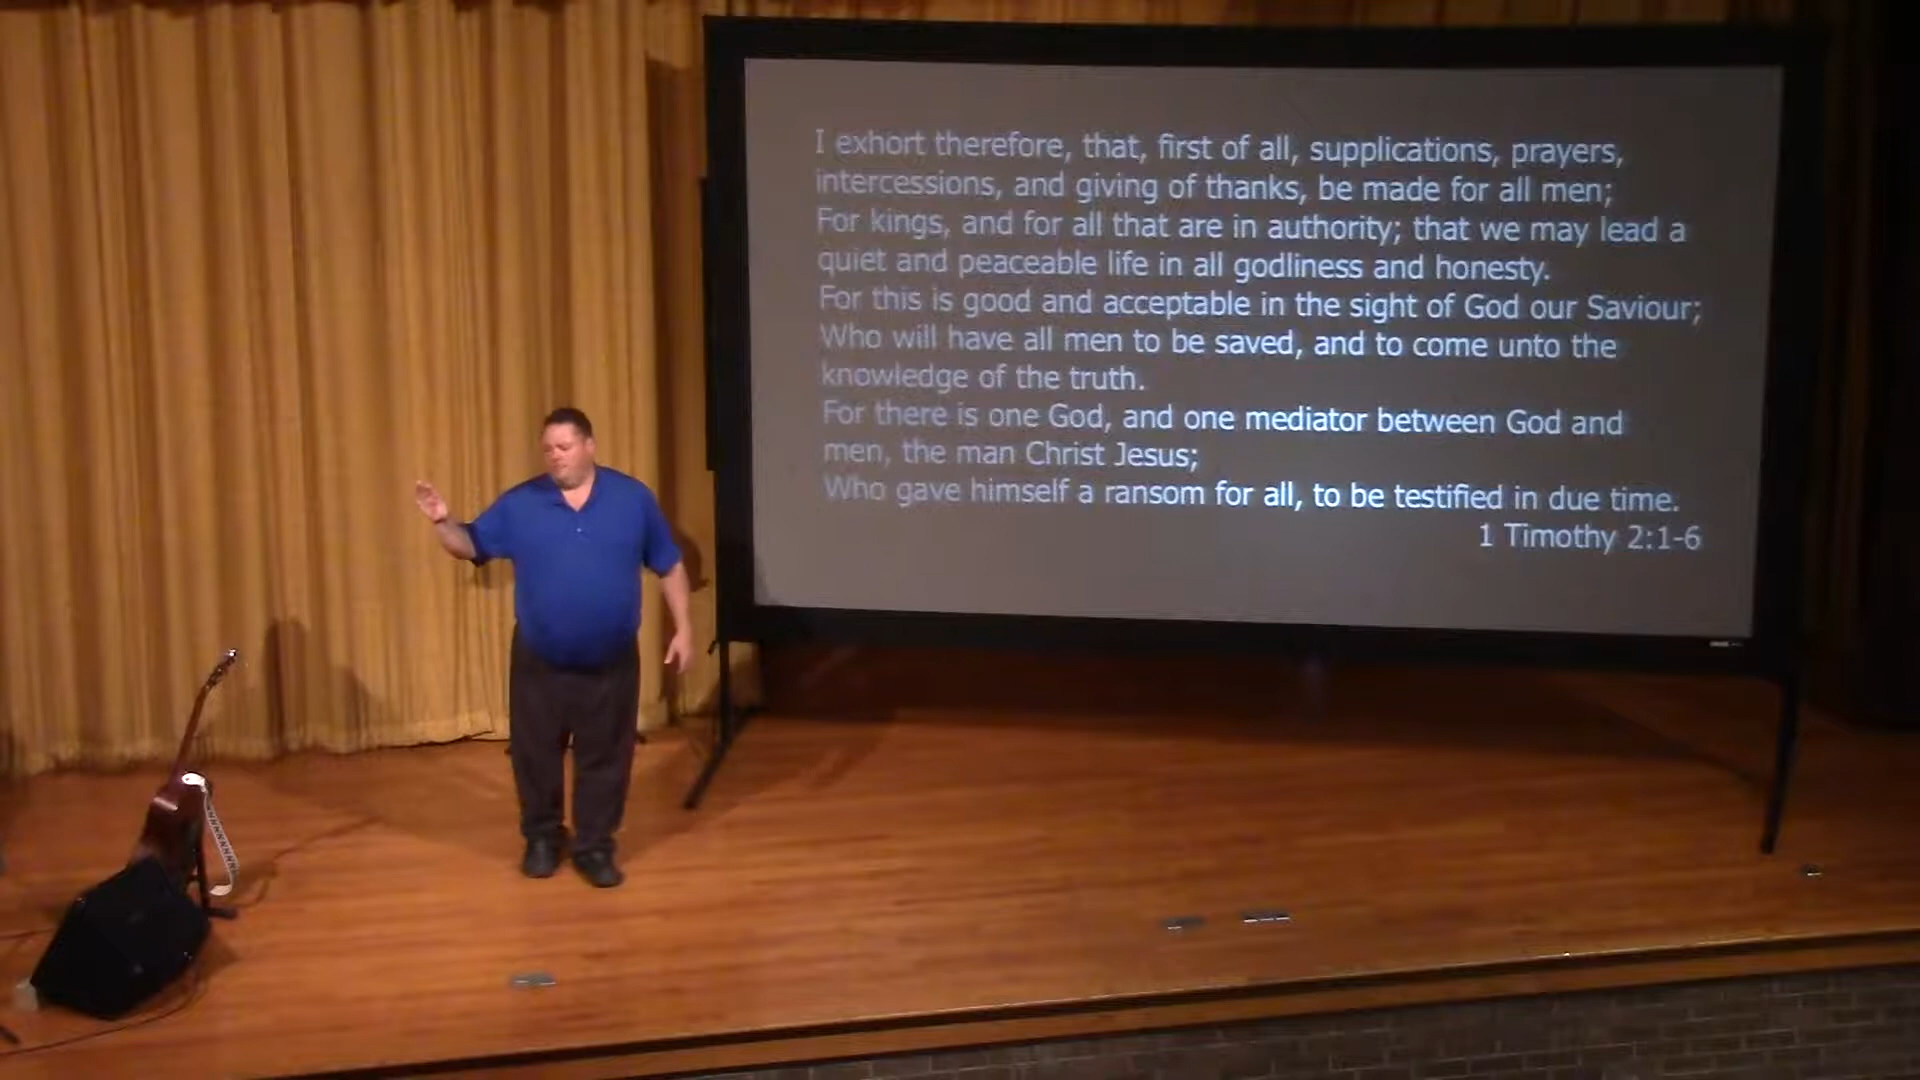 I exhort therefore, that, first of all, supplications, prayers,
intercessions, and giving of thanks, be made for all men;
For kings, and for all that are in authority; that we may lead a
quiet and peaceable life in all godliness and honesty.
For this is good and acceptable in the sight of God our Saviour;
Who will have all men to be saved, and to come unto the
knowledge of the truth.
For there is one God, and one mediator between God and
men, the man Christ Jesus;
Who gave himself a ransom for all, to be testified in due time.
1 Timothy 2:1-6